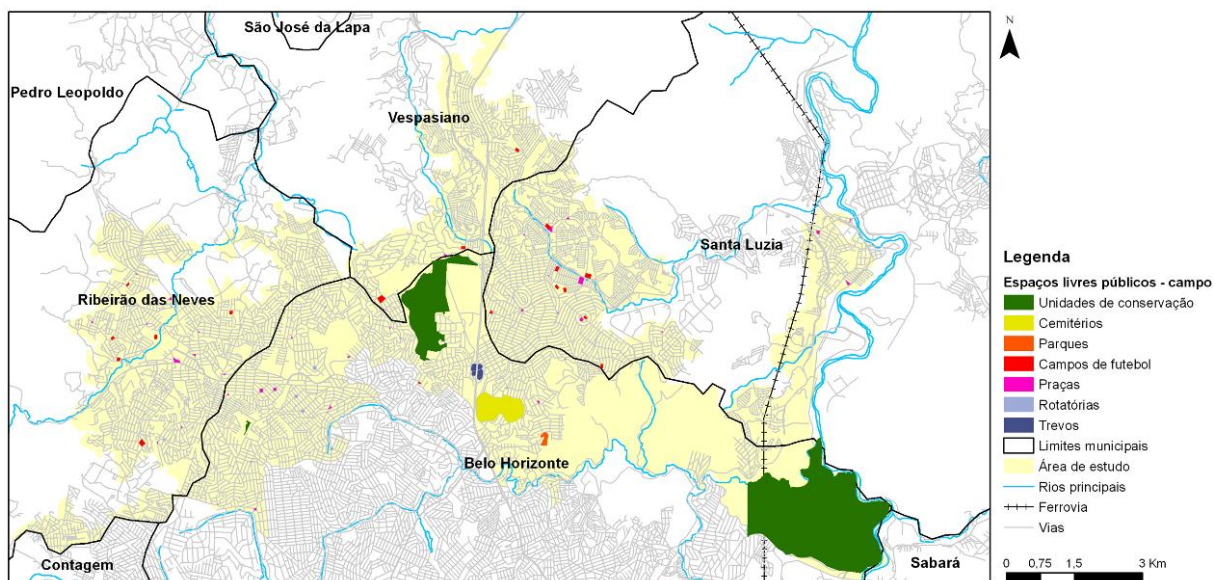 São José da Lapa
Pedro Leopoldo
Vespasiano
Santa Luzia
Ribeirão das Neves
Belo Horizonte
Contagem
Sabará
N
Legenda
Espaços livres públicos - campo
Unidades de conservação
Cemitérios
Parques
Campos de futebol
Praças
Rotatórias
Trevos
Limites municipais
Área de estudo
Rios principais
Ferrovia
Vias
0 0,75 1,5 3 Km